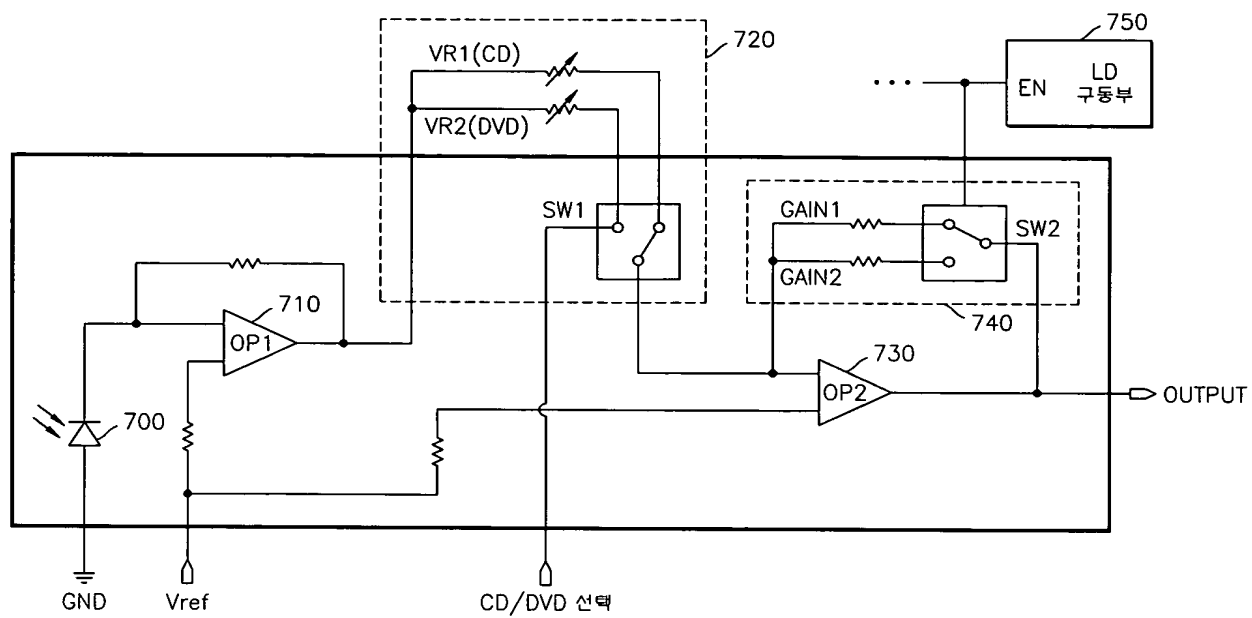 750
720
VR1(CD)
• • •
EN
LD
구동부
VR2(DVD)
SW1
GAIN1
SW2
GAIN2
740
710
OP1
730
OP2
OUTPUT
700
GND
Vref
CD/DVD 선택